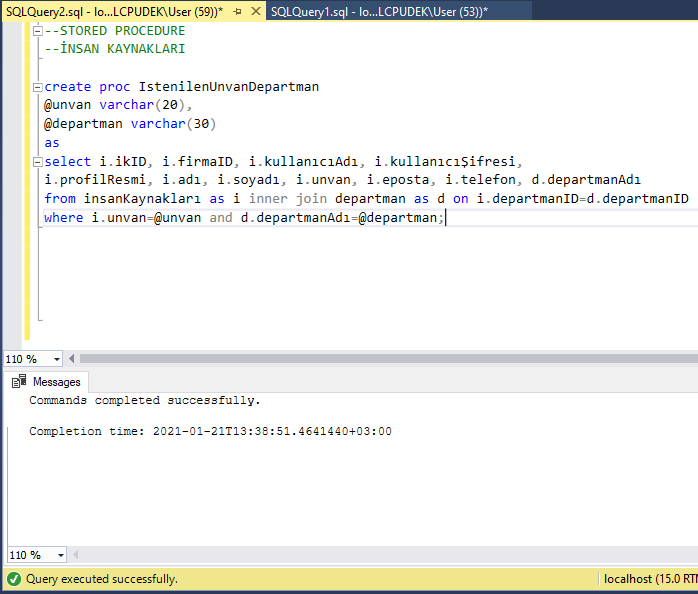 SQLQuery2.sql - lo...LCPUDEK\User (59))* SQLQuery1.sql - lo...LCPUDEK\User (53))*
--STORED PROCEDURE
--İNSAN KAYNAKLARI
create proc IstenilenUnvanDepartman
@unvan varchar(20),
@departman varchar(30)
as
select i.ikID, i.firmaID, i.kullanıcıAdı, i.kullanıcıŞifresi,
i.profilResmi, i.adı, i.soyadı, i.unvan, i.eposta, i.telefon, d.departmanAdı
from insanKaynakları as i inner join departman as d on i.departmanID=d.departmanID
where i.unvan=@unvan and d.departmanAdı=@departman;
110 %
Messages
Commands completed successfully.
Completion time: 2021-01-21T13:38:51.4641440+03:00
110 %
Query executed successfully. localhost (15.0 RTM